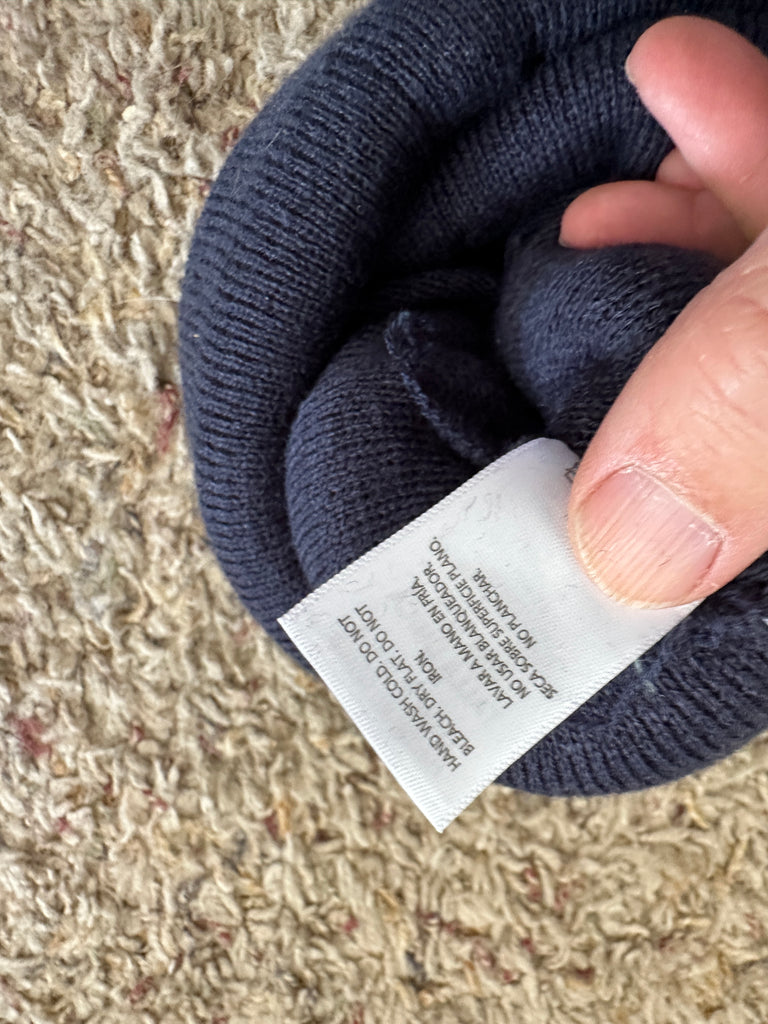 HAND WASH COLD. DO NOT
BLEACH. DRY FLAT. DO NOT
IRON.
LAVAR A MANO EN FRÍA.
NO USAR BLANQUEADOR.
SECA SOBRE SUPERFICIE PLANO.
NO PLANCHAR.